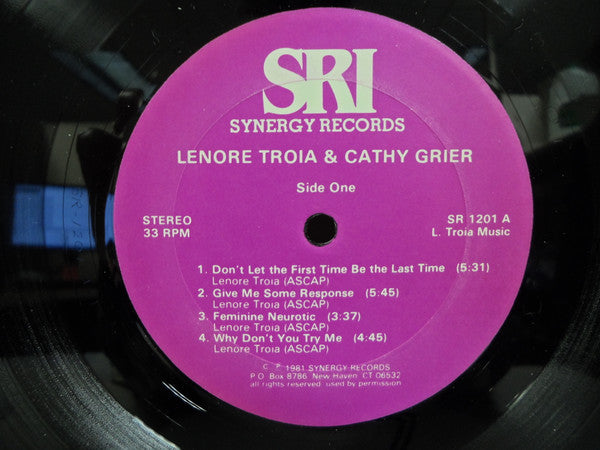 SRI
SYNERGY RECORDS
LENORE TROIA & CATHY GRIER
Side One
STEREO
33 RPM
SR 1201 A
L. Troia Music
1. Don't Let the First Time Be the Last Time (5:31)
Lenore Troia (ASCAP)
2. Give Me Some Response (5:45)
Lenore Troia (ASCAP)
3. Feminine Neurotic (3:37)
Lenore Troia (ASCAP)
4. Why Don't You Try Me (4:45)
Lenore Troia (ASCAP)
© ℗ 1981 SYNERGY RECORDS
P O Box 8786 New Haven CT 06532
all rights reserved used by permission